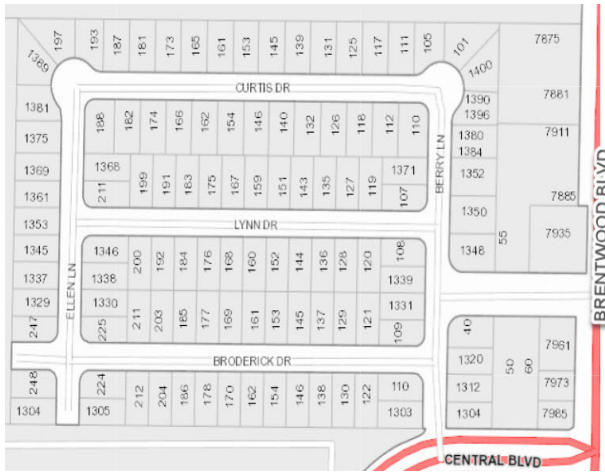 197 193 187 181 173 165 161 153 145 139 131 125 117 111 105 101 7875
1389 1400
CURTIS DR
1381 1390 7881
1396
188 182 174 166 162 154 146 140 132 126 118 112 110
1375 1380 7911
1384
1369 1368 1371 1352
BERRY LN
BRENTWOOD BLVD
1361 211 199 191 183 175 167 159 151 143 135 127 119 107 7885
1350
1353 LYNN DR
55 7935
1345 1346 200 192 184 176 168 160 152 144 136 128 120 108 1348
ELLEN LN
1337 1338 1339
1329 1330 1331
247 225 211 203 185 177 169 161 153 145 137 129 121 109 40 7961
BRODERICK DR
1320 50 60
248 224 212 204 186 178 170 162 154 146 138 130 122 110 1312 7973
1304 1305 1303 1304 7985
CENTRAL BLVD